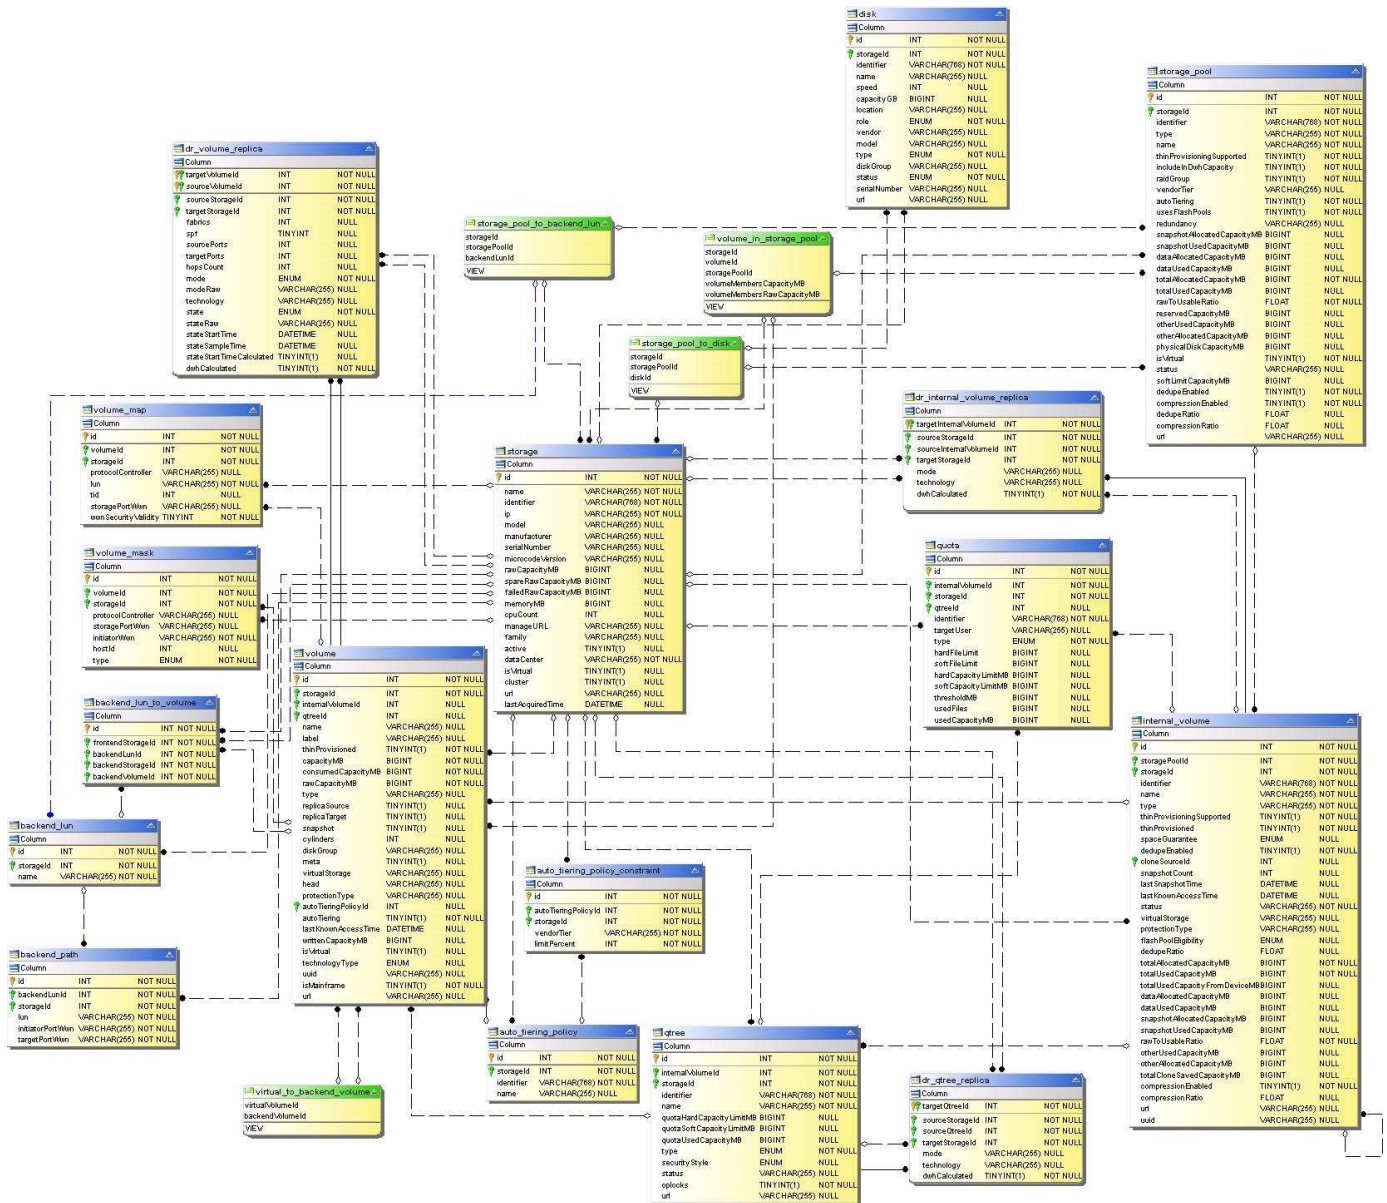 disk
Column
id INT NOT NULL
storageId INT NOT NULL
identifier VARCHAR(768) NOT NULL
name VARCHAR(255) NULL
speed INT NULL
capacityGB BIGINT NULL
location VARCHAR(255) NULL
role ENUM NOT NULL
vendor VARCHAR(255) NULL
model VARCHAR(255) NULL
type ENUM NOT NULL
diskGroup VARCHAR(255) NULL
status ENUM NOT NULL
serialNumber VARCHAR(255) NULL
url VARCHAR(255) NULL
storage_pool
Column
id INT NOT NULL
storageId INT NOT NULL
identifier VARCHAR(768) NOT NULL
type VARCHAR(255) NOT NULL
name VARCHAR(255) NOT NULL
thinProvisioningSupported TINYINT(1) NOT NULL
includeInDwhCapacity TINYINT(1) NOT NULL
raidGroup TINYINT(1) NOT NULL
vendorTier VARCHAR(255) NULL
autoTiering TINYINT(1) NOT NULL
usesFlashPools TINYINT(1) NOT NULL
redundancy VARCHAR(255) NULL
snapshotAllocatedCapacityMB BIGINT NULL
snapshotUsedCapacityMB BIGINT NULL
dataAllocatedCapacityMB BIGINT NULL
dataUsedCapacityMB BIGINT NULL
totalAllocatedCapacityMB BIGINT NOT NULL
totalUsedCapacityMB BIGINT NULL
rawToUsableRatio FLOAT NOT NULL
reservedCapacityMB BIGINT NULL
otherUsedCapacityMB BIGINT NULL
otherAllocatedCapacityMB BIGINT NULL
physicalDiskCapacityMB BIGINT NULL
isVirtual TINYINT(1) NOT NULL
status VARCHAR(255) NULL
softLimitCapacityMB BIGINT NULL
dedupeEnabled TINYINT(1) NOT NULL
compressionEnabled TINYINT(1) NOT NULL
dedupeRatio FLOAT NULL
compressionRatio FLOAT NULL
url VARCHAR(255) NULL
dr_volume_replica
Column
targetVolumeId INT NOT NULL
sourceVolumeId INT NOT NULL
sourceStorageId INT NOT NULL
targetStorageId INT NOT NULL
fabrics INT NULL
spf TINYINT NULL
sourcePorts INT NULL
targetPorts INT NULL
hopsCount INT NULL
mode ENUM NOT NULL
modeRaw VARCHAR(255) NULL
technology VARCHAR(255) NULL
state ENUM NOT NULL
stateRaw VARCHAR(255) NULL
stateStartTime DATETIME NULL
stateSampleTime DATETIME NULL
stateStartTimeCalculated TINYINT(1) NULL
dwhCalculated TINYINT(1) NOT NULL
storage_pool_to_backend_lun
storageId
storagePoolId
backendLunId
VIEW
volume_in_storage_pool
storageId
volumeId
storagePoolId
volumeMembersCapacityMB
volumeMembersRawCapacityMB
VIEW
storage_pool_to_disk
storageId
storagePoolId
diskId
VIEW
volume_map
Column
id INT NOT NULL
volumeId INT NOT NULL
storageId INT NOT NULL
protocolController VARCHAR(255) NULL
lun VARCHAR(255) NOT NULL
tid INT NULL
storagePortWwn VARCHAR(255) NULL
wwnSecurityValidity TINYINT NOT NULL
dr_internal_volume_replica
Column
targetInternalVolumeId INT NOT NULL
sourceStorageId INT NOT NULL
sourceInternalVolumeId INT NOT NULL
targetStorageId INT NOT NULL
mode VARCHAR(255) NULL
technology VARCHAR(255) NULL
dwhCalculated TINYINT(1) NOT NULL
storage
Column
id INT NOT NULL
name VARCHAR(255) NOT NULL
identifier VARCHAR(768) NOT NULL
ip VARCHAR(255) NOT NULL
model VARCHAR(255) NULL
manufacturer VARCHAR(255) NULL
serialNumber VARCHAR(255) NULL
microcodeVersion VARCHAR(255) NULL
rawCapacityMB BIGINT NULL
spareRawCapacityMB BIGINT NULL
failedRawCapacityMB BIGINT NULL
memoryMB BIGINT NULL
cpuCount INT NULL
manageURL VARCHAR(255) NULL
family VARCHAR(255) NULL
active TINYINT(1) NULL
dataCenter VARCHAR(255) NOT NULL
isVirtual TINYINT(1) NULL
cluster TINYINT(1) NULL
url VARCHAR(255) NULL
lastAcquiredTime DATETIME NULL
volume_mask
Column
id INT NOT NULL
volumeId INT NOT NULL
storageId INT NOT NULL
protocolController VARCHAR(255) NULL
storagePortWwn VARCHAR(255) NULL
initiatorWwn VARCHAR(255) NOT NULL
hostId INT NULL
type ENUM NOT NULL
quota
Column
id INT NOT NULL
internalVolumeId INT NOT NULL
storageId INT NOT NULL
qtreeId INT NULL
identifier VARCHAR(768) NOT NULL
targetUser VARCHAR(255) NULL
type ENUM NOT NULL
hardFileLimit BIGINT NULL
softFileLimit BIGINT NULL
hardCapacityLimitMB BIGINT NULL
softCapacityLimitMB BIGINT NULL
thresholdMB BIGINT NULL
usedFiles BIGINT NULL
usedCapacityMB BIGINT NULL
volume
Column
id INT NOT NULL
storageId INT NOT NULL
internalVolumeId INT NULL
qtreeId INT NULL
name VARCHAR(255) NOT NULL
label VARCHAR(255) NULL
thinProvisioned TINYINT(1) NOT NULL
capacityMB BIGINT NOT NULL
consumedCapacityMB BIGINT NOT NULL
rawCapacityMB BIGINT NOT NULL
type VARCHAR(255) NULL
replicaSource TINYINT(1) NULL
replicaTarget TINYINT(1) NULL
snapshot TINYINT(1) NULL
cylinders INT NULL
diskGroup VARCHAR(255) NULL
meta TINYINT(1) NULL
virtualStorage VARCHAR(255) NULL
head VARCHAR(255) NULL
protectionType VARCHAR(255) NULL
autoTieringPolicyId INT NULL
autoTiering TINYINT(1) NOT NULL
lastKnownAccessTime DATETIME NULL
writtenCapacityMB BIGINT NULL
isVirtual TINYINT(1) NULL
technologyType ENUM NULL
uuid VARCHAR(255) NULL
isMainframe TINYINT(1) NOT NULL
url VARCHAR(255) NULL
backend_lun_to_volume
Column
id INT NOT NULL
frontendStorageId INT NOT NULL
backendLunId INT NOT NULL
backendStorageId INT NOT NULL
backendVolumeId INT NOT NULL
internal_volume
Column
id INT NOT NULL
storagePoolId INT NOT NULL
storageId INT NOT NULL
identifier VARCHAR(768) NOT NULL
name VARCHAR(255) NOT NULL
type VARCHAR(255) NOT NULL
thinProvisioningSupported TINYINT(1) NOT NULL
thinProvisioned TINYINT(1) NOT NULL
spaceGuarantee ENUM NULL
dedupeEnabled TINYINT(1) NOT NULL
cloneSourceId INT NULL
snapshotCount INT NULL
lastSnapshotTime DATETIME NULL
lastKnownAccessTime DATETIME NULL
status VARCHAR(255) NOT NULL
virtualStorage VARCHAR(255) NULL
protectionType VARCHAR(255) NULL
flashPoolEligibility ENUM NULL
dedupeRatio FLOAT NULL
totalAllocatedCapacityMB BIGINT NOT NULL
totalUsedCapacityMB BIGINT NOT NULL
totalUsedCapacityFromDeviceMB BIGINT NULL
dataAllocatedCapacityMB BIGINT NULL
dataUsedCapacityMB BIGINT NULL
snapshotAllocatedCapacityMB BIGINT NULL
snapshotUsedCapacityMB BIGINT NULL
rawToUsableRatio FLOAT NOT NULL
otherUsedCapacityMB BIGINT NULL
otherAllocatedCapacityMB BIGINT NULL
totalCloneSavedCapacityMB BIGINT NULL
compressionEnabled TINYINT(1) NOT NULL
compressionRatio FLOAT NULL
url VARCHAR(255) NULL
uuid VARCHAR(255) NULL
backend_lun
Column
id INT NOT NULL
storageId INT NOT NULL
name VARCHAR(255) NOT NULL
auto_tiering_policy_constraint
Column
id INT NOT NULL
autoTieringPolicyId INT NOT NULL
storageId INT NOT NULL
vendorTier VARCHAR(255) NOT NULL
limitPercent INT NOT NULL
backend_path
Column
id INT NOT NULL
backendLunId INT NOT NULL
storageId INT NOT NULL
lun VARCHAR(255) NOT NULL
initiatorPortWwn VARCHAR(255) NOT NULL
targetPortWwn VARCHAR(255) NOT NULL
auto_tiering_policy
Column
id INT NOT NULL
storageId INT NOT NULL
identifier VARCHAR(768) NOT NULL
name VARCHAR(255) NULL
qtree
Column
id INT NOT NULL
internalVolumeId INT NOT NULL
storageId INT NOT NULL
identifier VARCHAR(768) NOT NULL
name VARCHAR(255) NOT NULL
quotaHardCapacityLimitMB BIGINT NULL
quotaSoftCapacityLimitMB BIGINT NULL
quotaUsedCapacityMB BIGINT NULL
type ENUM NOT NULL
securityStyle ENUM NULL
status VARCHAR(255) NULL
oplocks TINYINT(1) NOT NULL
url VARCHAR(255) NULL
dr_qtree_replica
Column
targetQtreeId INT NOT NULL
sourceStorageId INT NOT NULL
sourceQtreeId INT NOT NULL
targetStorageId INT NOT NULL
mode VARCHAR(255) NULL
technology VARCHAR(255) NULL
dwhCalculated TINYINT(1) NOT NULL
virtual_to_backend_volume
virtualVolumeId
backendVolumeId
VIEW